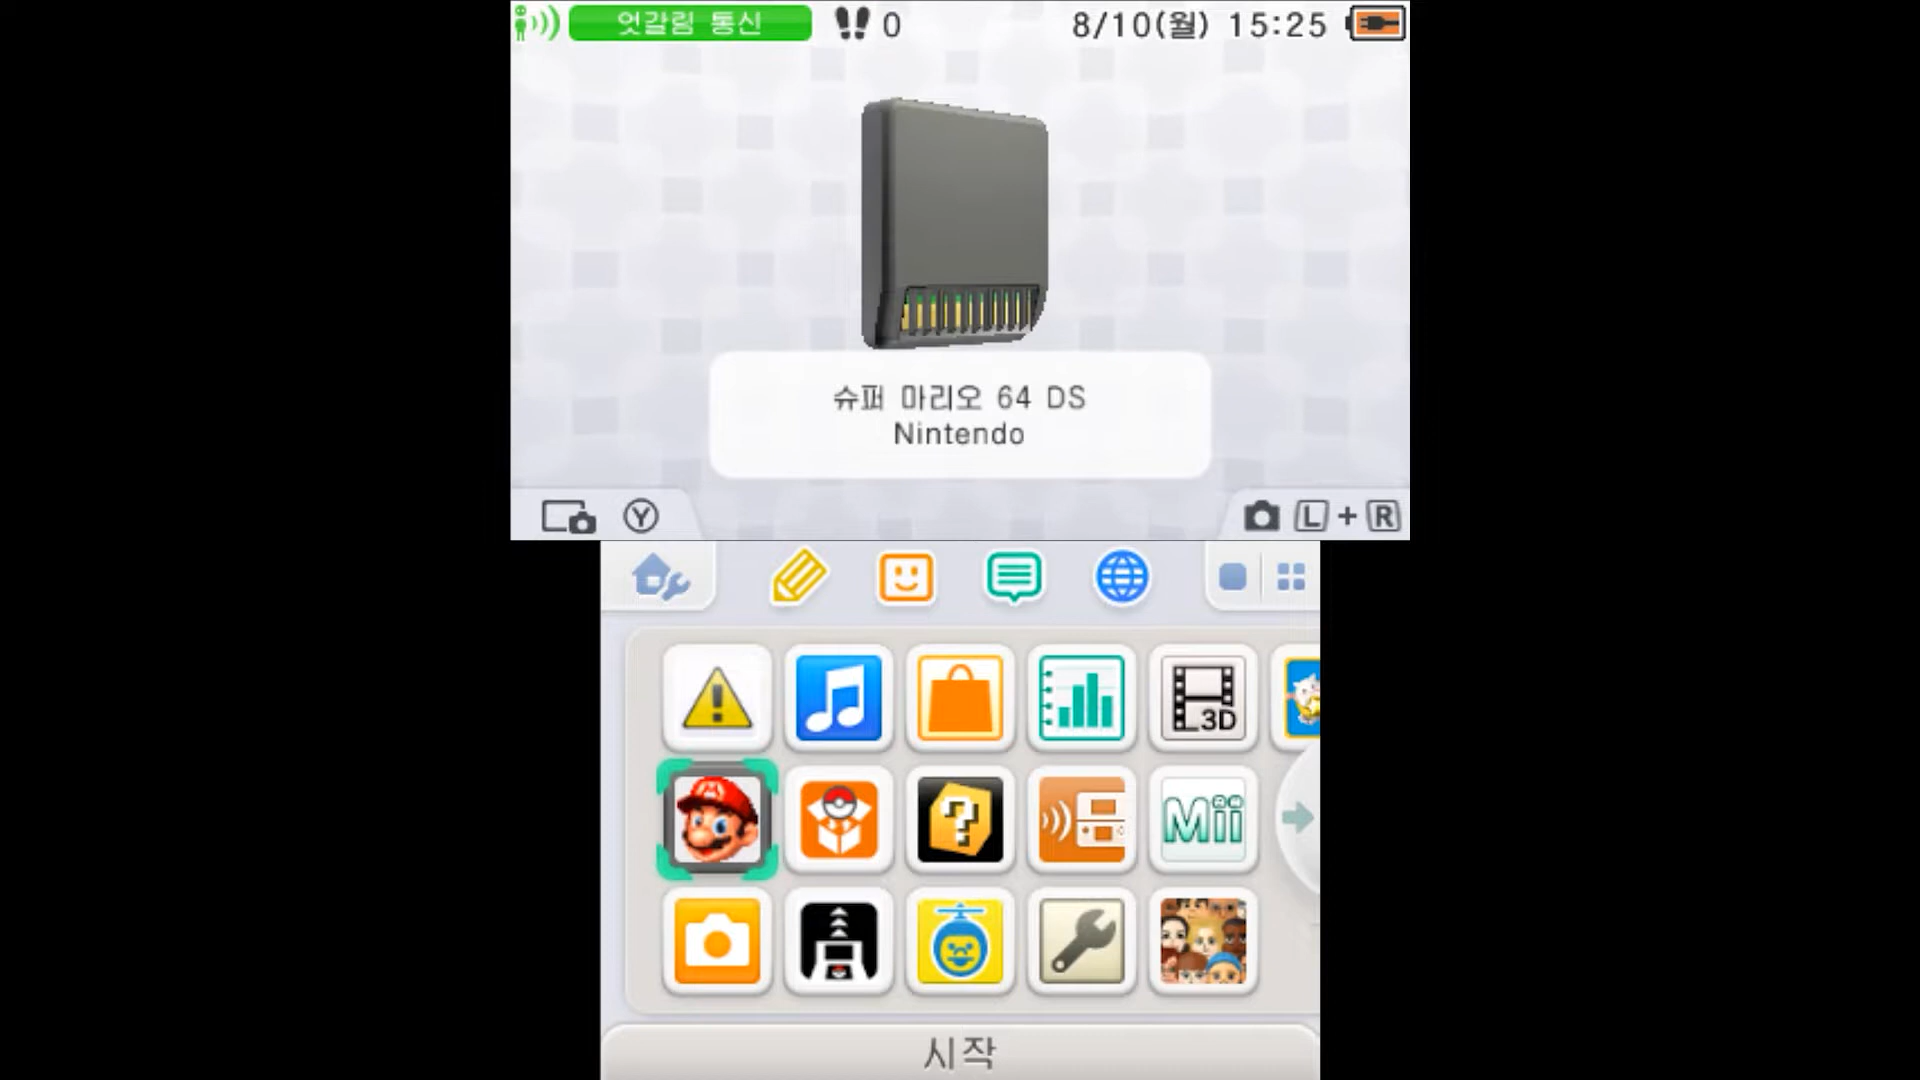 엇갈림 통신
0
8/10(월) 15:25
슈퍼 마리오 64 DS
Nintendo
Y
L + R
3D
?
Mii
시작